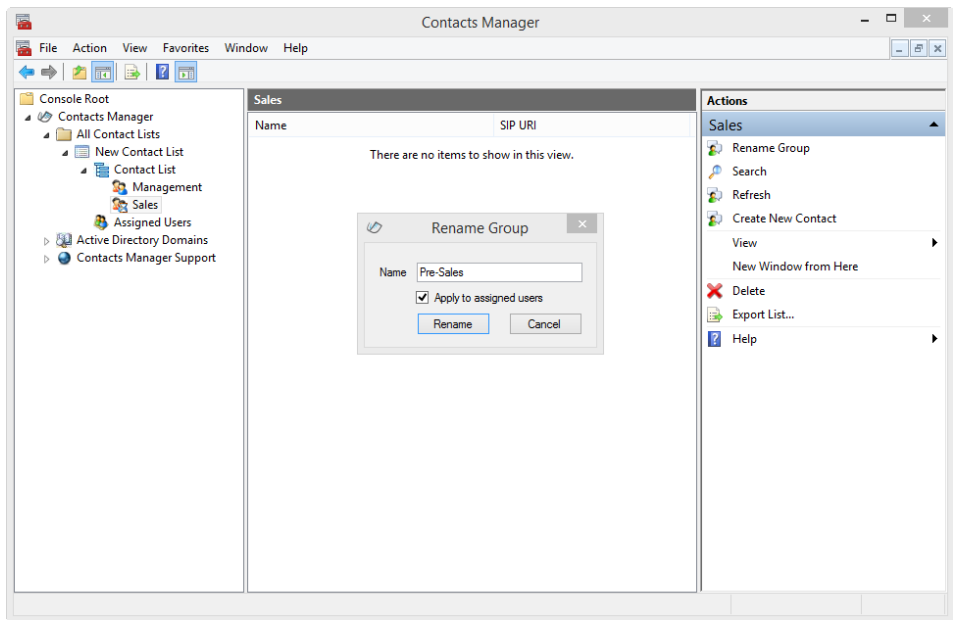 Contacts Manager
File Action View Favorites Window Help
Console Root
Contacts Manager
All Contact Lists
New Contact List
Contact List
Management
Sales
Assigned Users
Active Directory Domains
Contacts Manager Support
Sales
Name SIP URI
There are no items to show in this view.
Rename Group
Name Pre-Sales
Apply to assigned users
Rename Cancel
Actions
Sales
Rename Group
Search
Refresh
Create New Contact
View
New Window from Here
Delete
Export List...
Help